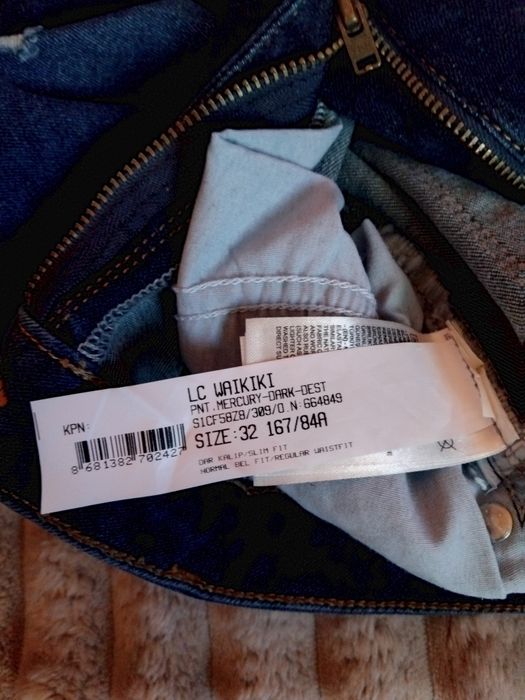 LC WAIKIKI
PNT.MERCURY-DARK-DEST
S1CF58Z8/309/O.N:664849
SIZE:32 167/84A
KPN:
8 681382 702427
DAR KALIP/SLIM FIT
NORMAL BEL FIT/REGULAR WAISTFIT